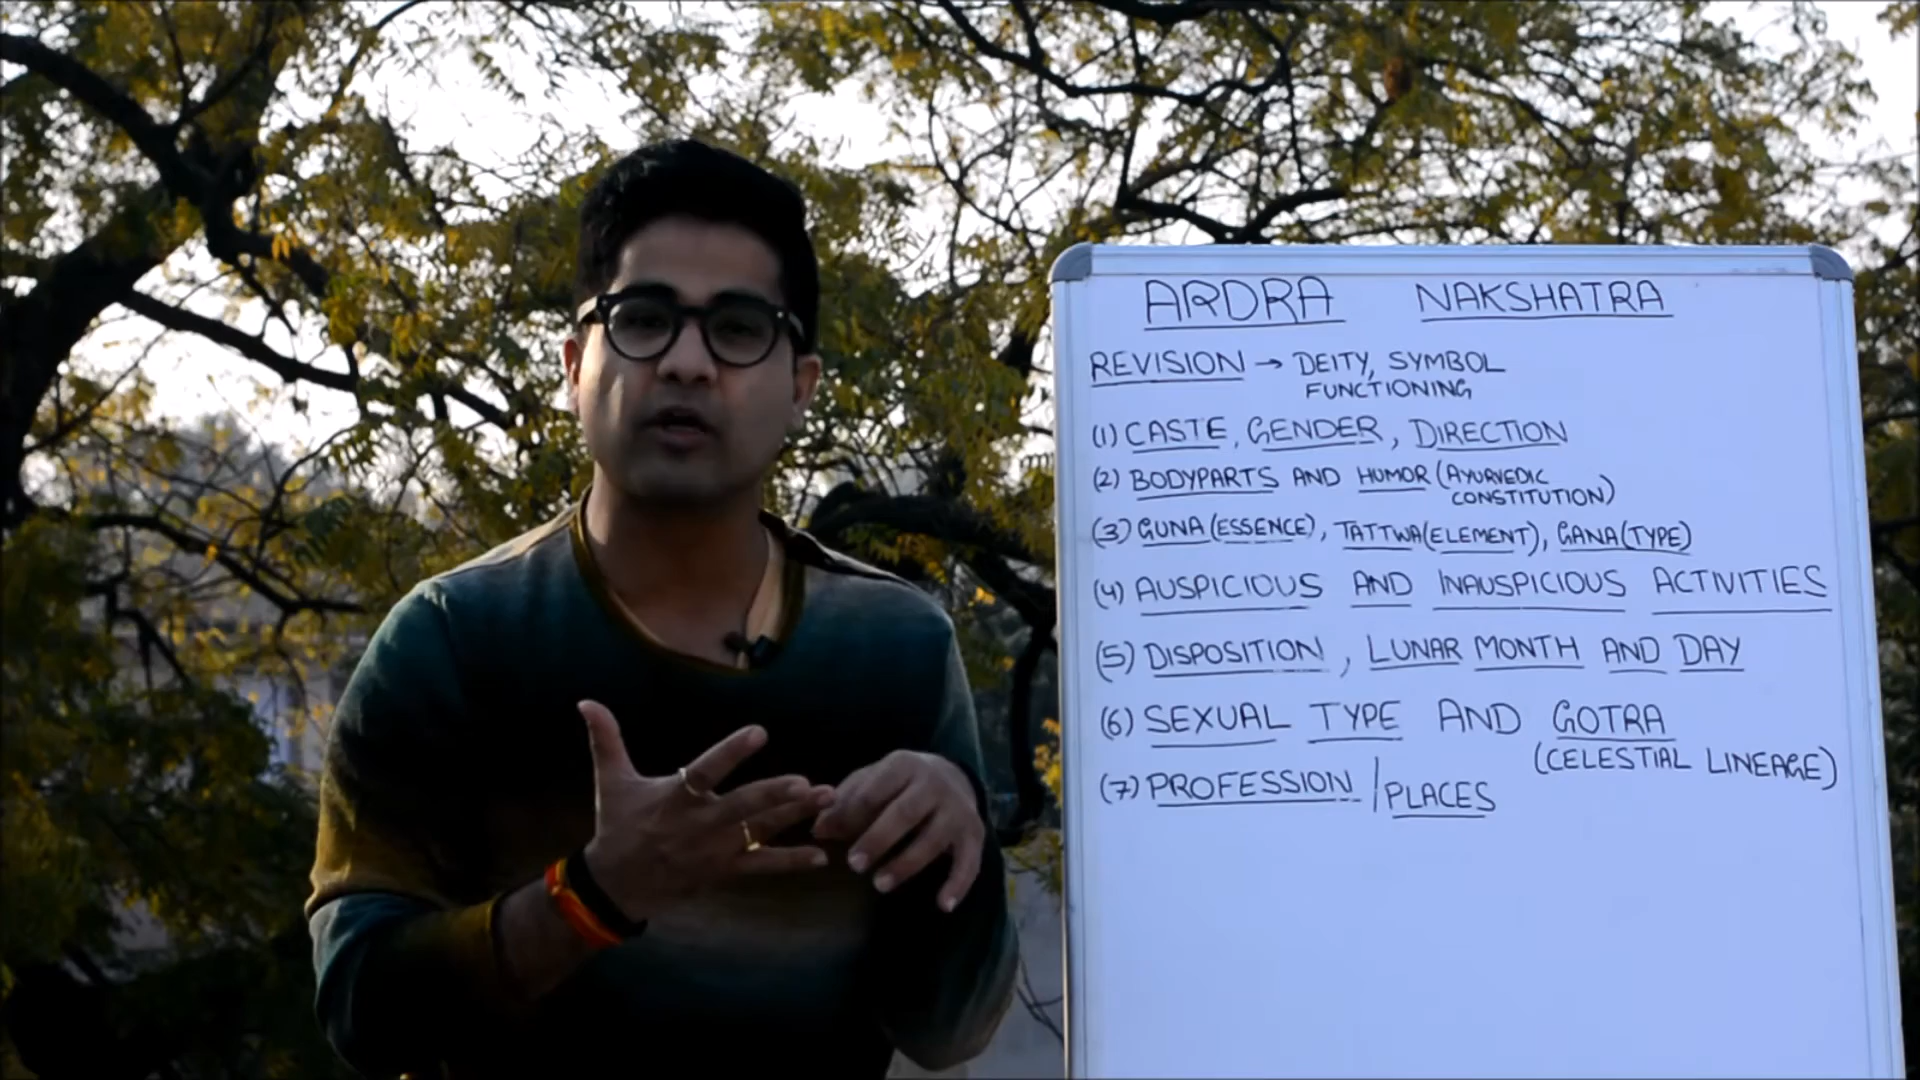 ARDRA NAKSHATRA
REVISION → DEITY, SYMBOL
FUNCTIONING
(1) CASTE, GENDER, DIRECTION
(2) BODYPARTS AND HUMOR (AYURVEDIC
CONSTITUTION)
(3) GUNA (ESSENCE), TATTWA (ELEMENT), GANA (TYPE)
(4) AUSPICIOUS AND INAUSPICIOUS ACTIVITIES
(5) DISPOSITION, LUNAR MONTH AND DAY
(6) SEXUAL TYPE AND GOTRA
(CELESTIAL LINEAGE)
(7) PROFESSION / PLACES